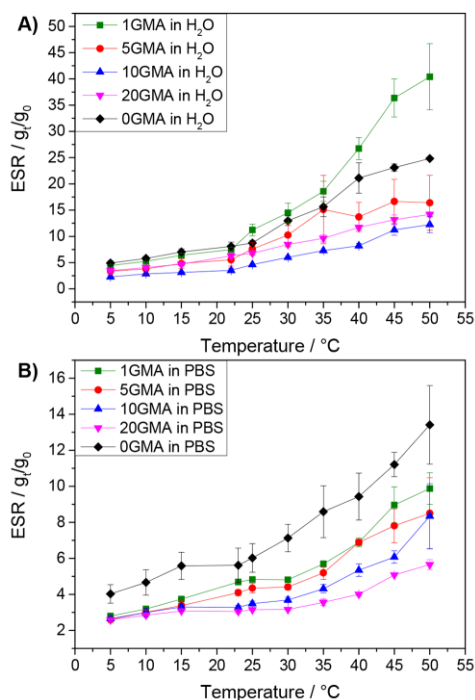 A)
1GMA in H₂O
5GMA in H₂O
10GMA in H₂O
20GMA in H₂O
0GMA in H₂O
ESR / gₜ/g₀
45
40
35
30
25
20
15
10
5
0
0 5 10 15 20 25 30 35 40 45 50 55
Temperature / °C
B)
1GMA in PBS
5GMA in PBS
10GMA in PBS
20GMA in PBS
0GMA in PBS
ESR / gₜ/g₀
16
14
12
10
8
6
4
2
0 5 10 15 20 25 30 35 40 45 50 55
Temperature / °C